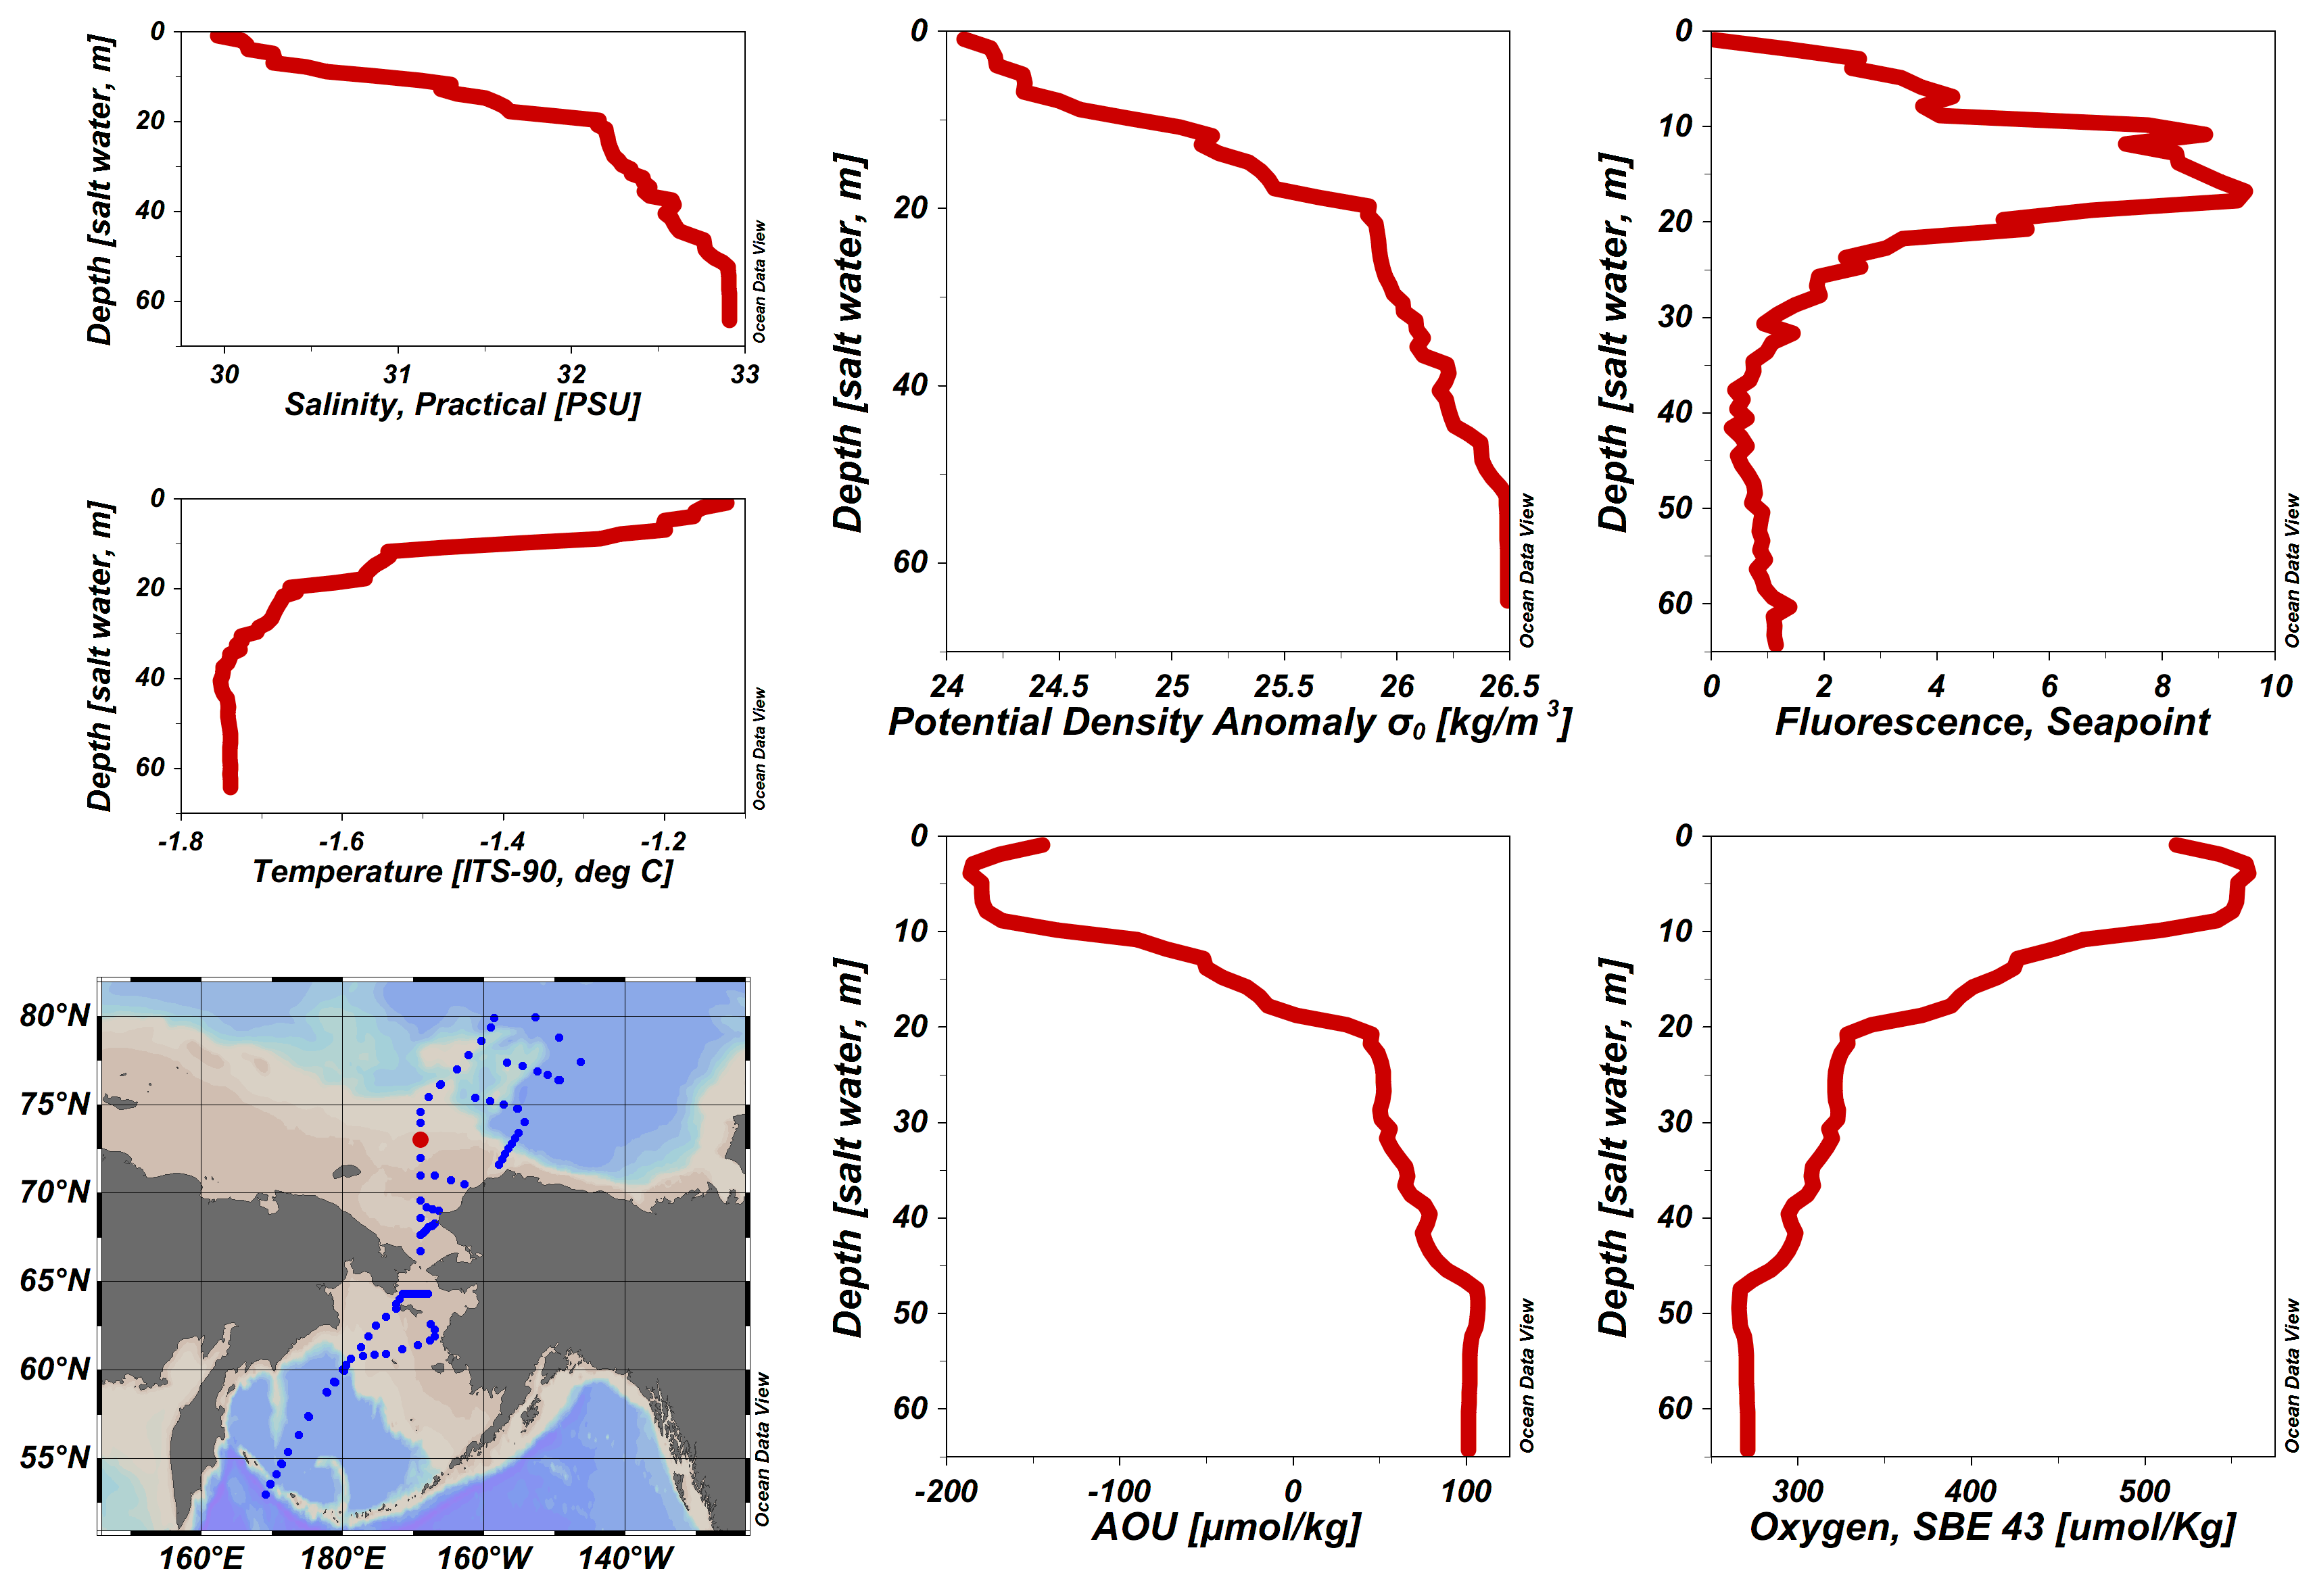 0
20
40
60
Depth [salt water, m]
30 31 32 33
Salinity, Practical [PSU]
Ocean Data View
0
20
40
60
Depth [salt water, m]
-1.8 -1.6 -1.4 -1.2
Temperature [ITS-90, deg C]
Ocean Data View
80°N
75°N
70°N
65°N
60°N
55°N
160°E 180°E 160°W 140°W
Ocean Data View
0
20
40
60
Depth [salt water, m]
24 24.5 25 25.5 26 26.5
Potential Density Anomaly σ0 [kg/m 3]
Ocean Data View
0
10
20
30
40
50
60
Depth [salt water, m]
0 2 4 6 8 10
Fluorescence, Seapoint
Ocean Data View
0
10
20
30
40
50
60
Depth [salt water, m]
-200 -100 0 100
AOU [µmol/kg]
Ocean Data View
0
10
20
30
40
50
60
Depth [salt water, m]
300 400 500
Oxygen, SBE 43 [umol/Kg]
Ocean Data View